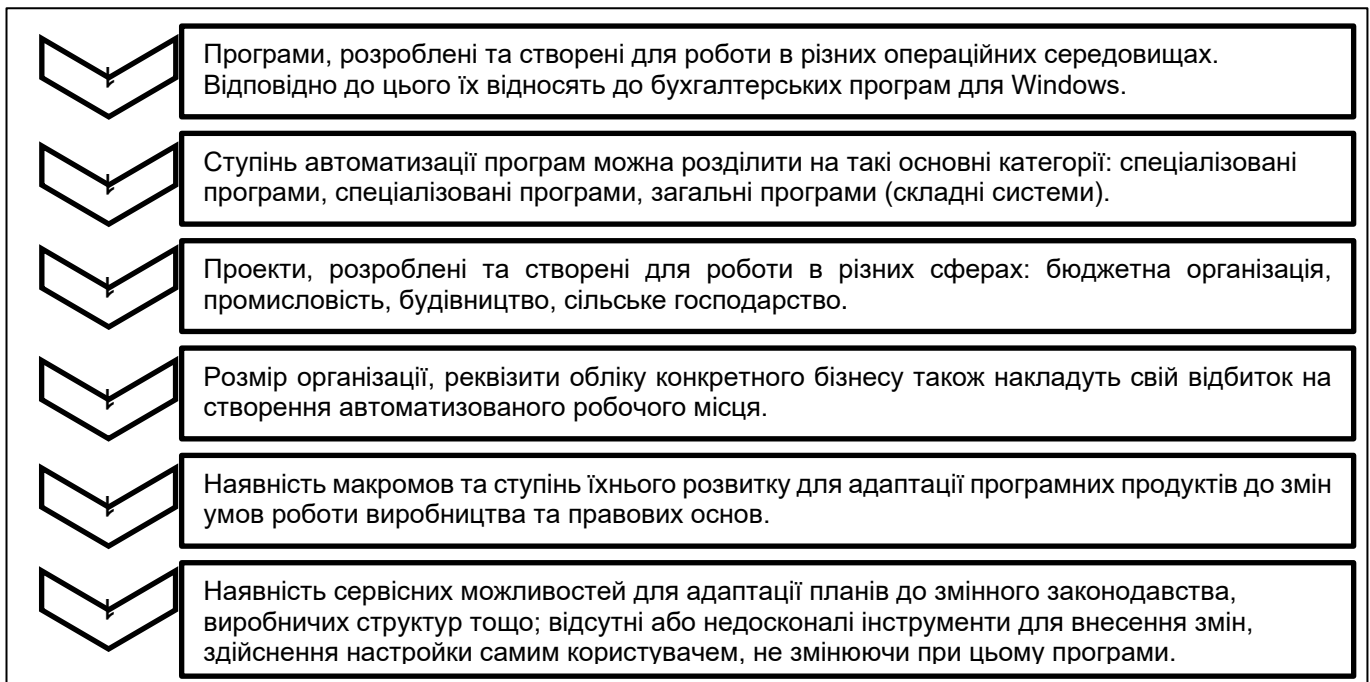 Програми, розроблені та створені для роботи в різних операційних середовищах.
Відповідно до цього їх відносять до бухгалтерських програм для Windows.
Ступінь автоматизації програм можна розділити на такі основні категорії: спеціалізовані
програми, спеціалізовані програми, загальні програми (складні системи).
Проекти, розроблені та створені для роботи в різних сферах: бюджетна організація,
промисловість, будівництво, сільське господарство.
Розмір організації, реквізити обліку конкретного бізнесу також накладуть свій відбиток на
створення автоматизованого робочого місця.
Наявність макромов та ступінь їхнього розвитку для адаптації програмних продуктів до змін
умов роботи виробництва та правових основ.
Наявність сервісних можливостей для адаптації планів до змінного законодавства,
виробничих структур тощо; відсутні або недосконалі інструменти для внесення змін,
здійснення настройки самим користувачем, не змінюючи при цьому програми.